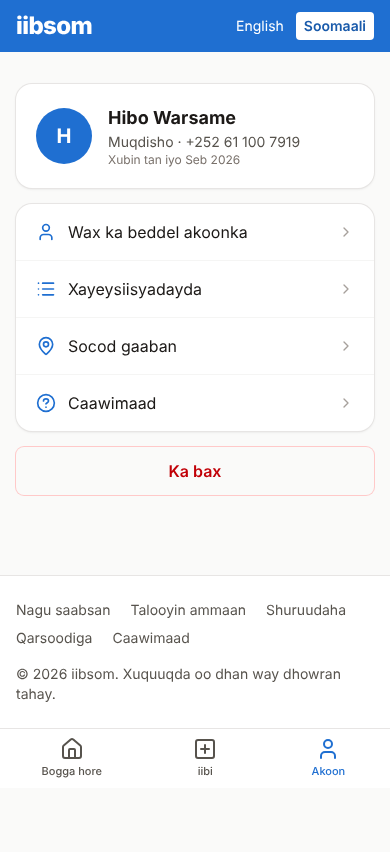 iibsom
English
Soomaali
H
Hibo Warsame
Muqdisho · +252 61 100 7919
Xubin tan iyo Seb 2026
Wax ka beddel akoonka
Xayeysiisyadayda
Socod gaaban
Caawimaad
Ka bax
Nagu saabsan Talooyin ammaan Shuruudaha
Qarsoodiga Caawimaad
© 2026 iibsom. Xuquuqda oo dhan way dhowran
tahay.
Bogga hore
iibi
Akoon